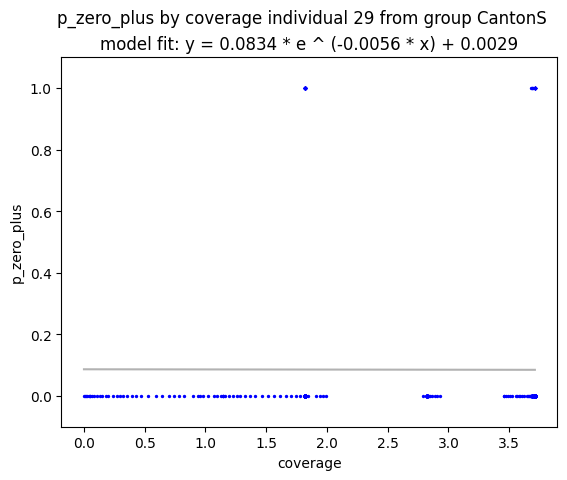 p_zero_plus by coverage individual 29 from group CantonS
model fit: y = 0.0834 * e ^ (-0.0056 * x) + 0.0029
1.0
0.8
0.6
0.4
0.2
0.0
p_zero_plus
0.0 0.5 1.0 1.5 2.0 2.5 3.0 3.5
coverage